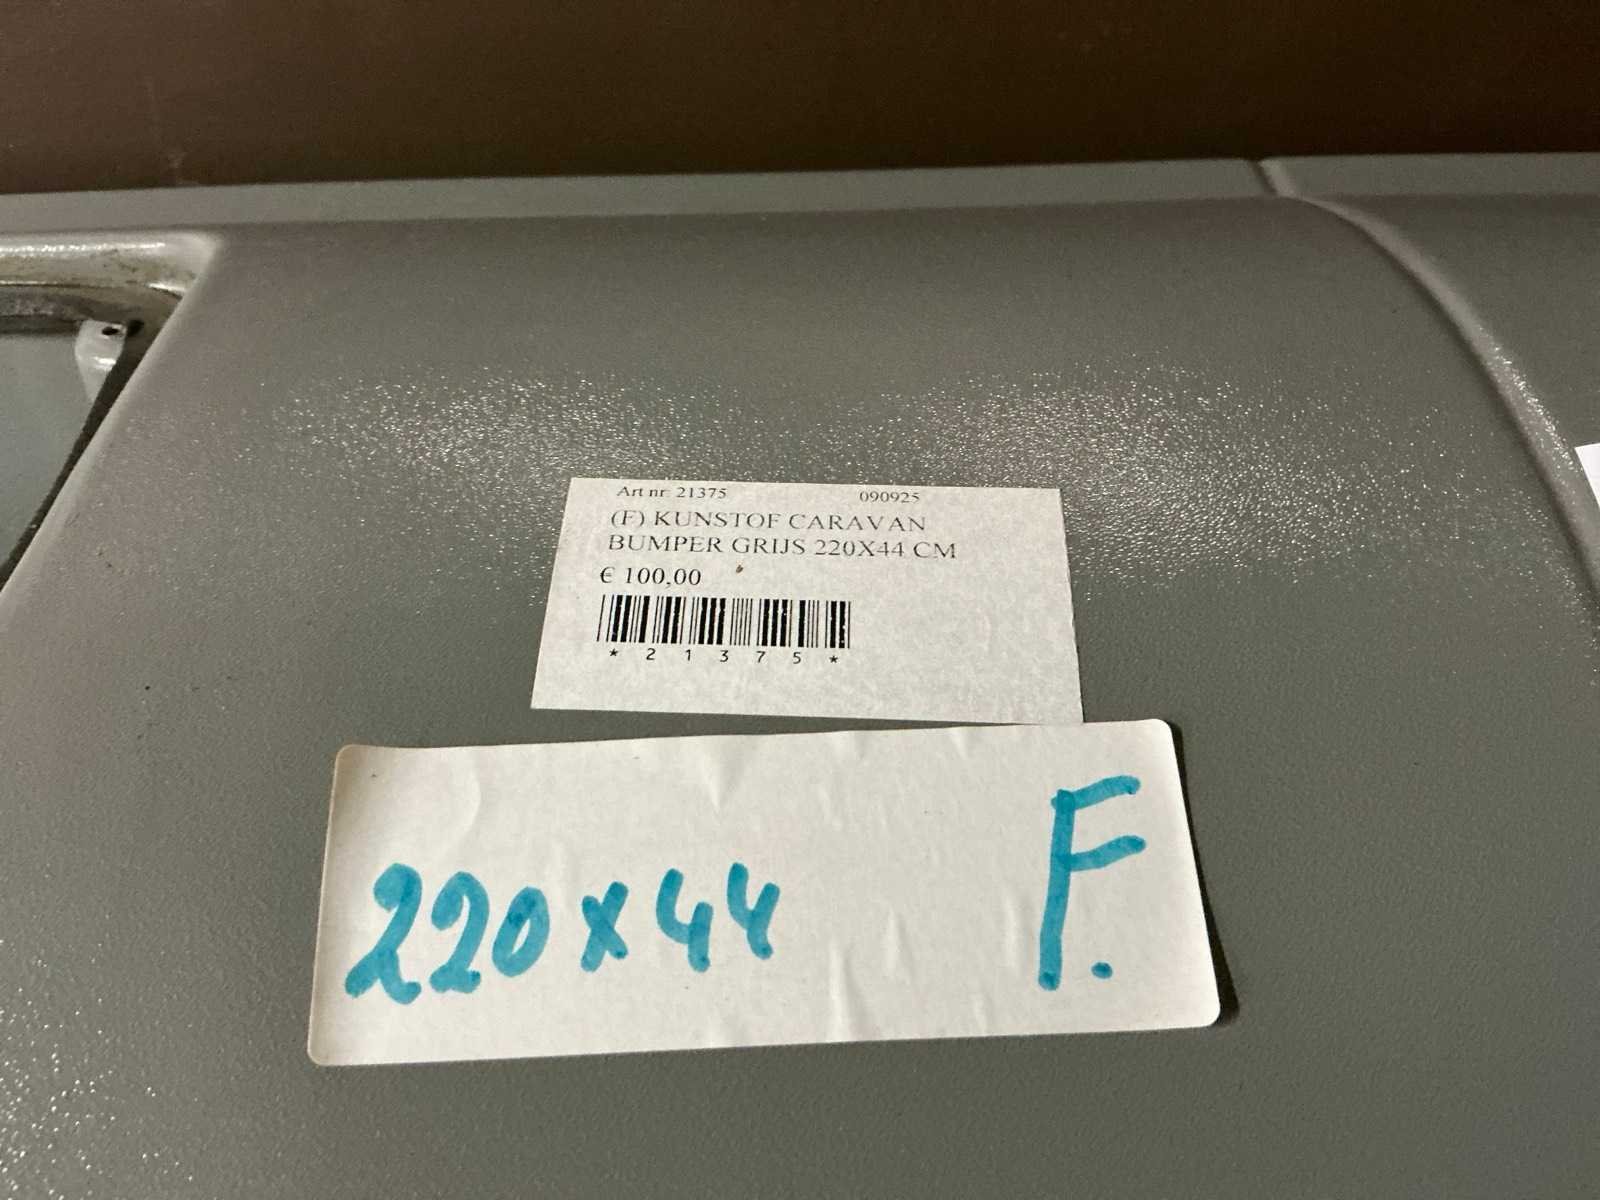 Art nr: 21375 090925
(F) KUNSTOF CARAVAN
BUMPER GRIJS 220X44 CM
€ 100,00
* 2 1 3 7 5 *
220x44 F.